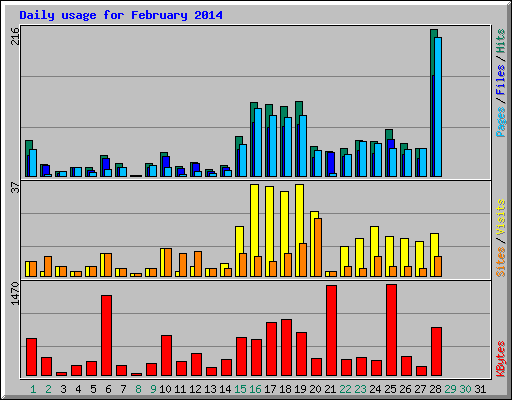 Daily usage for February 2014
216
Pages / Files / Hits
37
Sites / Visits
1470
KBytes
1 2 3 4 5 6 7 8 9 10 11 12 13 14 15 16 17 18 19 20 21 22 23 24 25 26 27 28 29 30 31